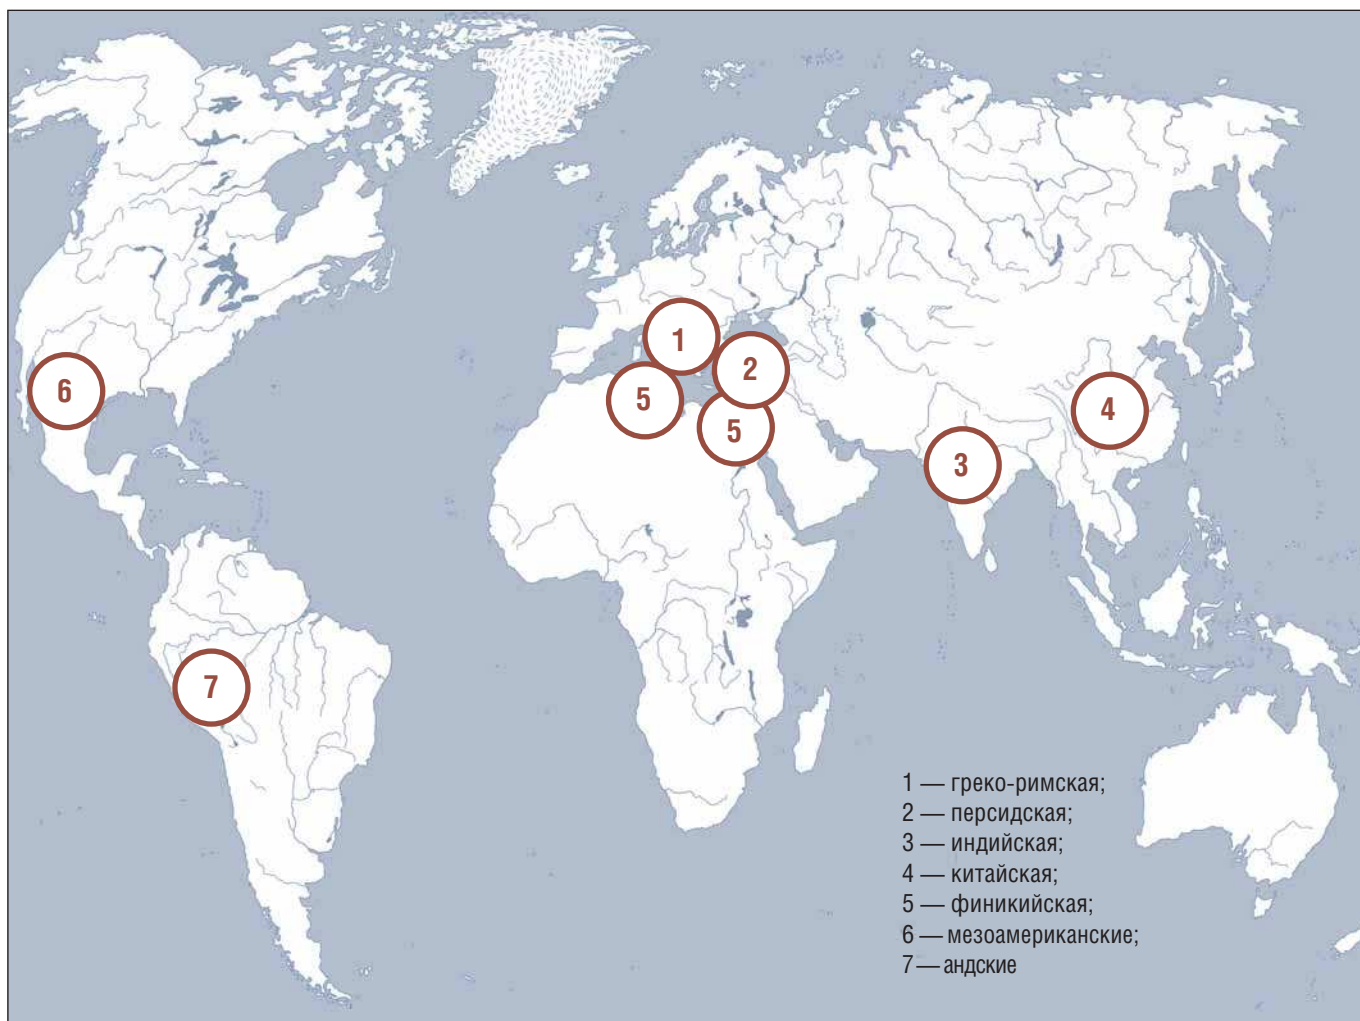 1
2
6
5
4
5
3
7
1 — греко-римская;
2 — персидская;
3 — индийская;
4 — китайская;
5 — финикийская;
6 — мезоамериканские;
7 — андские